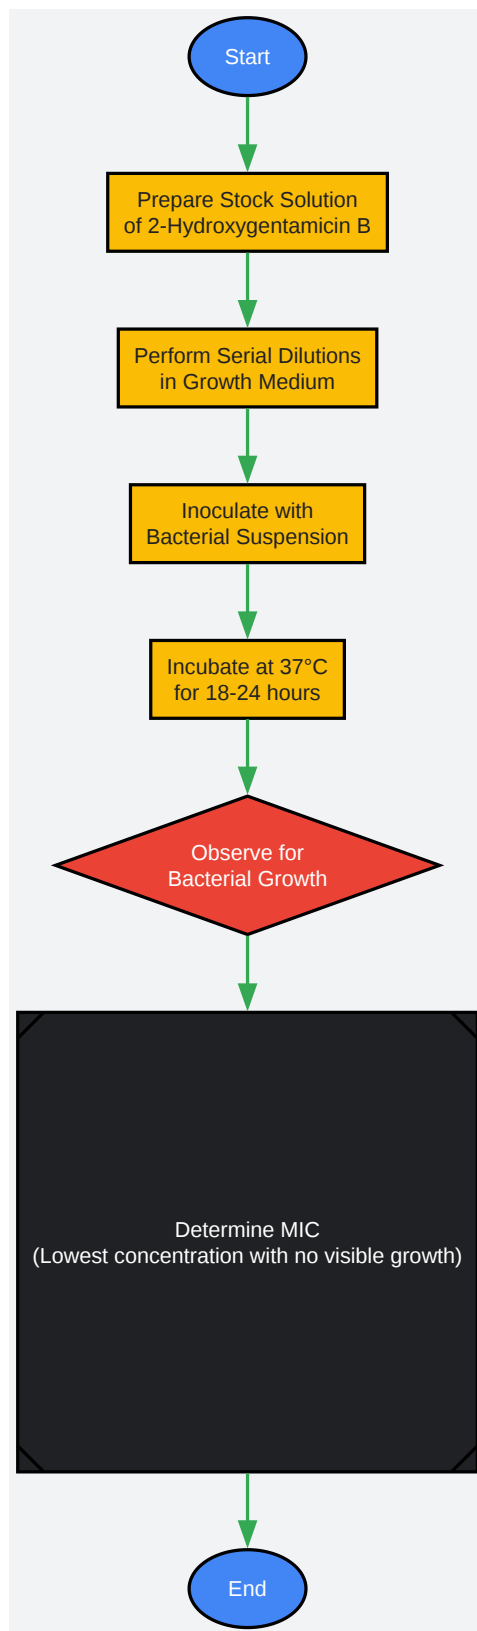 Start
Prepare Stock Solution
of 2-Hydroxygentamicin B
Perform Serial Dilutions
in Growth Medium
Inoculate with
Bacterial Suspension
Incubate at 37°C
for 18-24 hours
Observe for
Bacterial Growth
Determine MIC
(Lowest concentration with no visible growth)
End